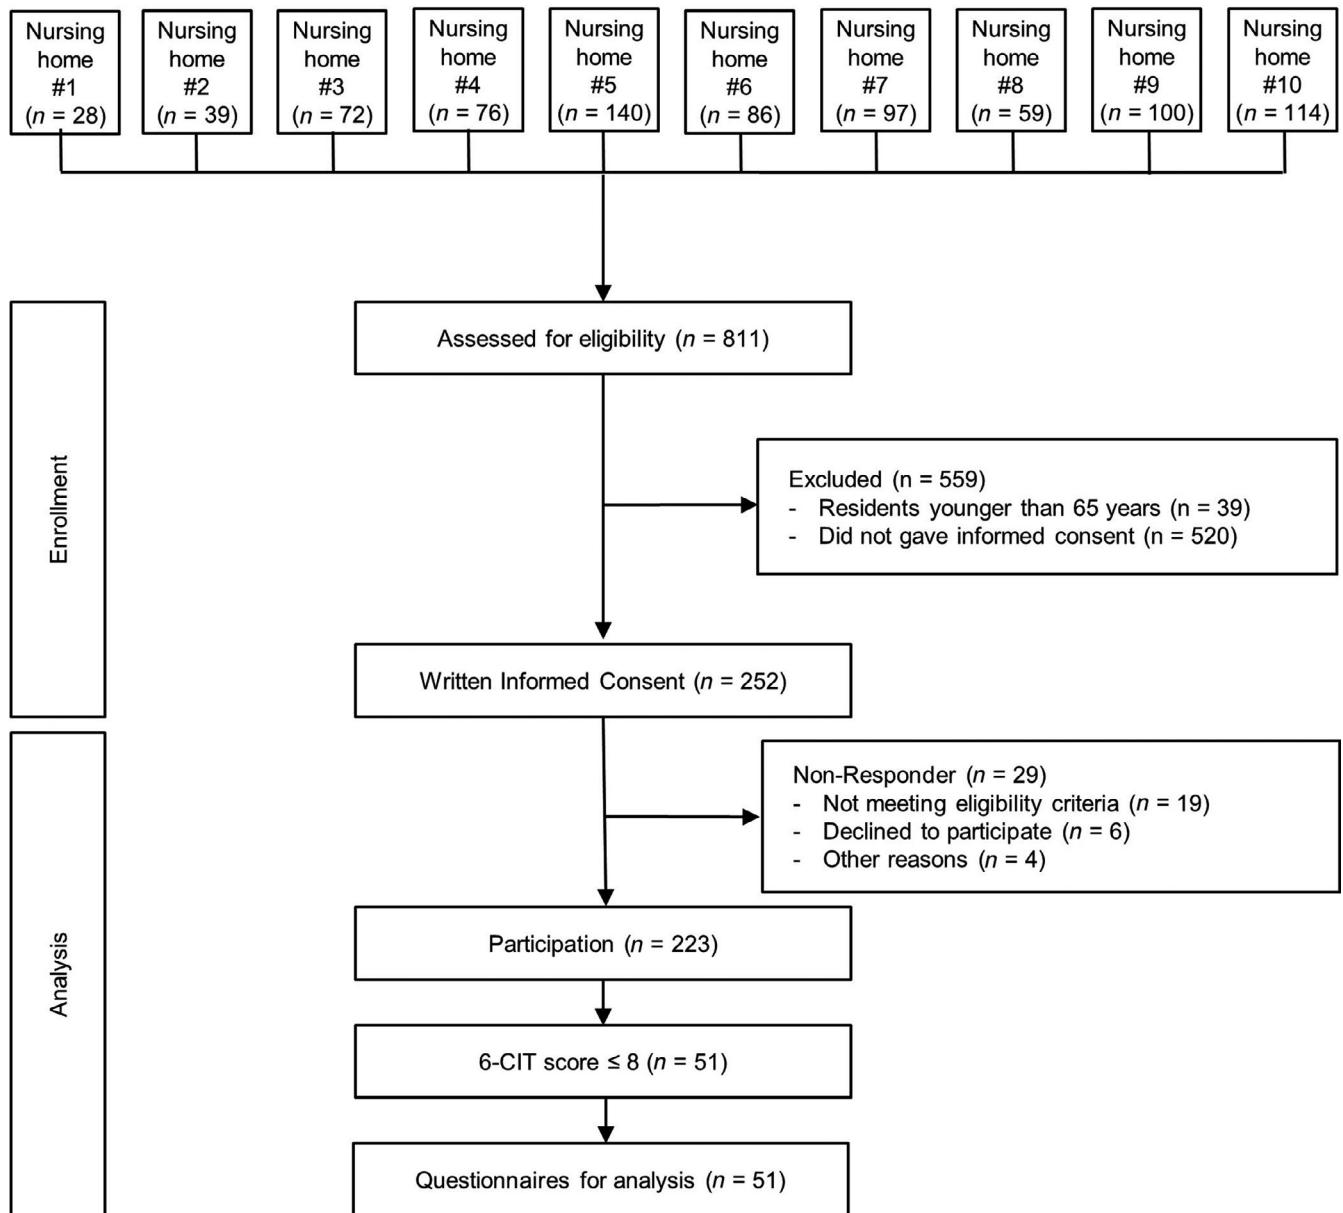 Nursing
home
#1
(n = 28)
Nursing
home
#2
(n = 39)
Nursing
home
#3
(n = 72)
Nursing
home
#4
(n = 76)
Nursing
home
#5
(n = 140)
Nursing
home
#6
(n = 86)
Nursing
home
#7
(n = 97)
Nursing
home
#8
(n = 59)
Nursing
home
#9
(n = 100)
Nursing
home
#10
(n = 114)
Enrollment
Assessed for eligibility (n = 811)
Excluded (n = 559)
- Residents younger than 65 years (n = 39)
- Did not gave informed consent (n = 520)
Written Informed Consent (n = 252)
Analysis
Non-Responder (n = 29)
- Not meeting eligibility criteria (n = 19)
- Declined to participate (n = 6)
- Other reasons (n = 4)
Participation (n = 223)
6-CIT score ≤ 8 (n = 51)
Questionnaires for analysis (n = 51)